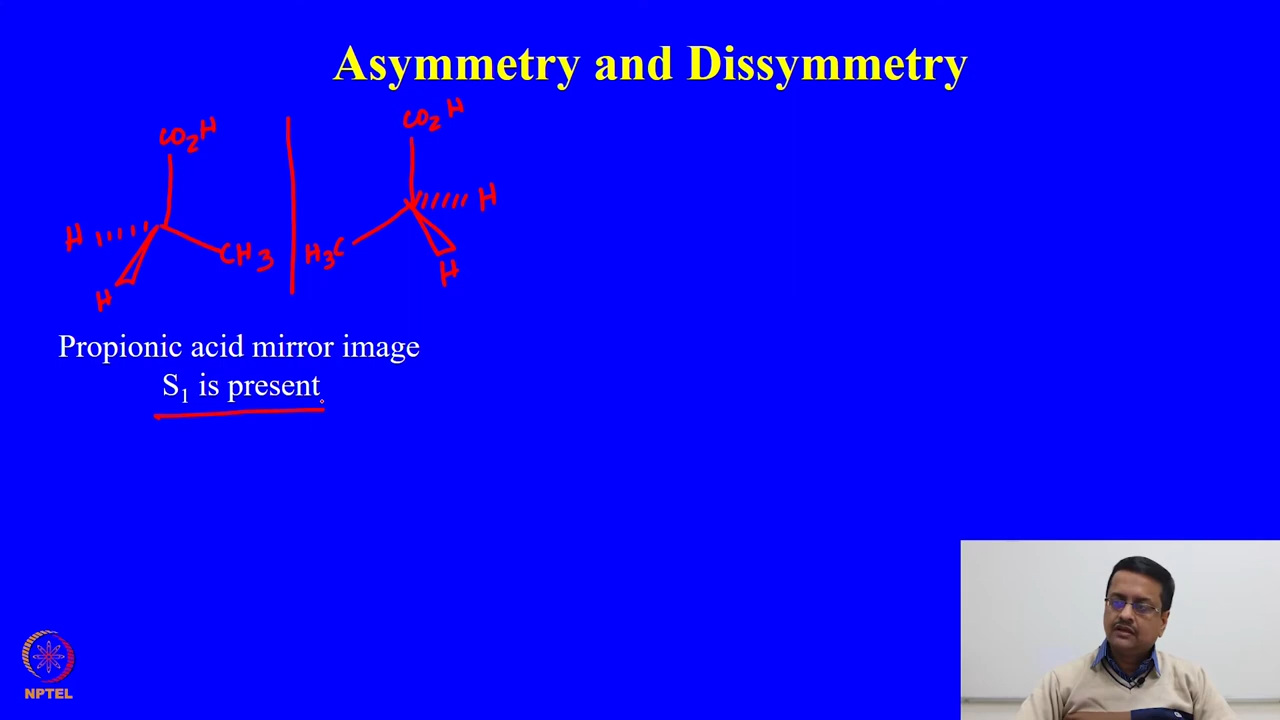 Asymmetry and Dissymmetry
CO₂H
CO₂H
H
H
CH₃
H₃C
H
H
Propionic acid mirror image
S₁ is present
NPTEL